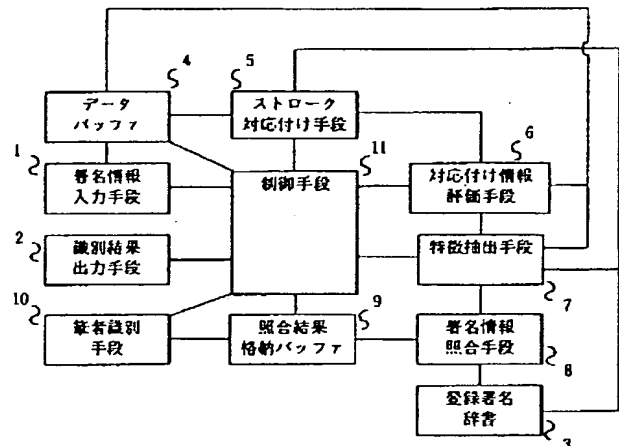 4
5
データ
バッファ
ストローク
対応付け手段
6
1
11
署名情報
入力手段
制御手段
対応付け情報
評価手段
2
識別結果
出力手段
特徴抽出手段
7
10
9
筆者識別
手段
照合結果
格納バッファ
署名情報
照合手段
8
登録署名
辞書
3